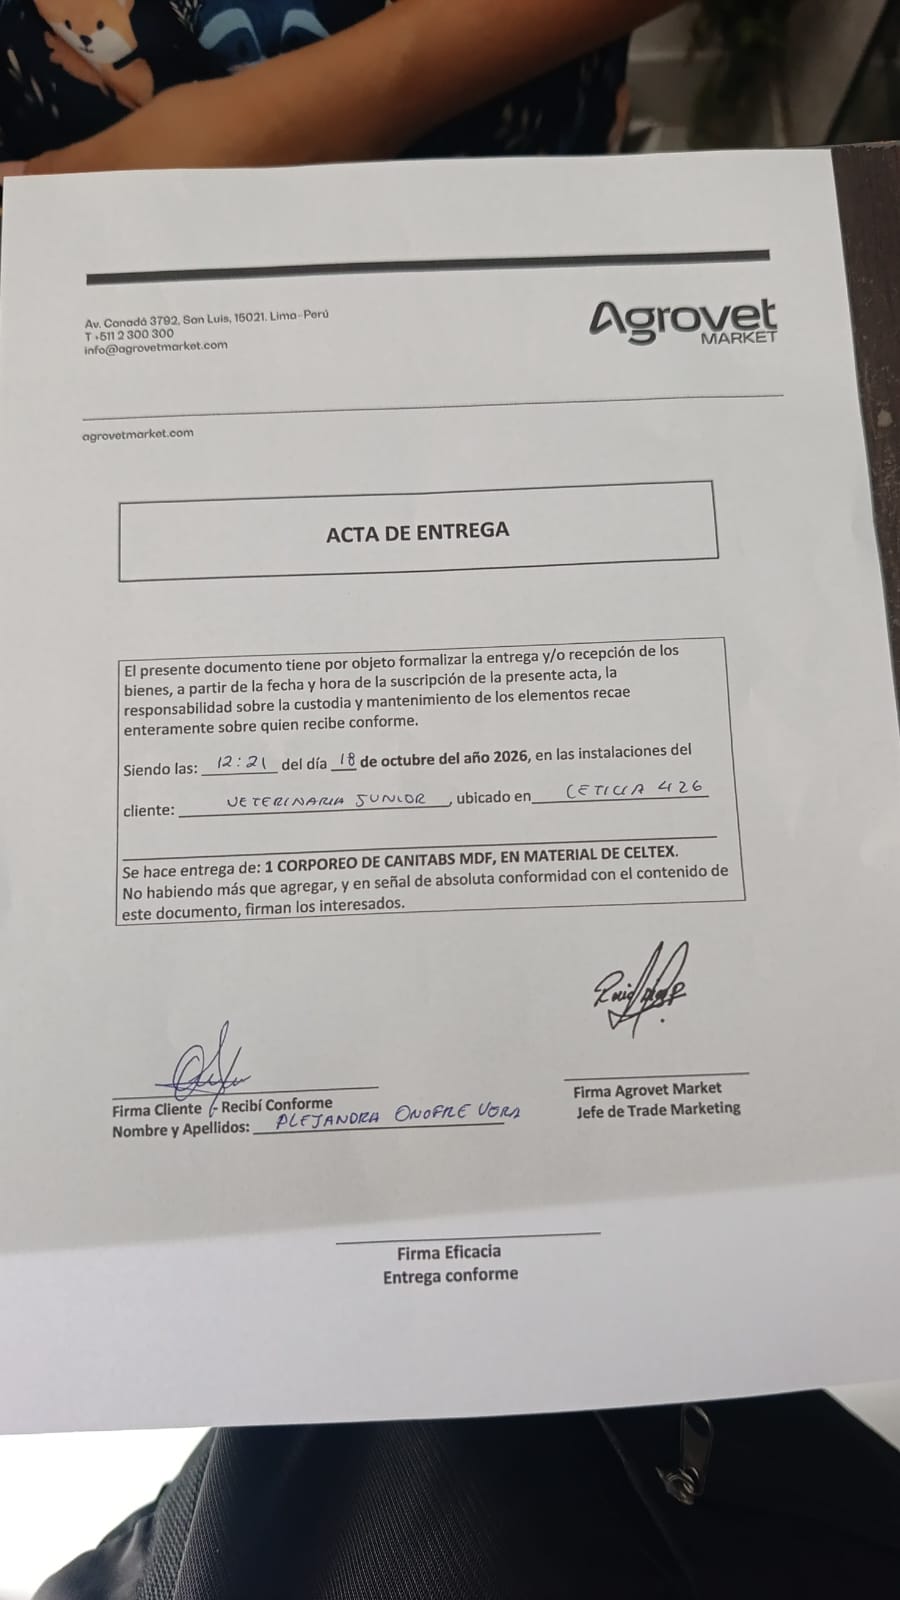 Av. Canadá 3792, San Luis, 15021. Lima-Perú
T +511 2 300 300
info@agrovetmarket.com
Agrovet
MARKET
agrovetmarket.com
ACTA DE ENTREGA
El presente documento tiene por objeto formalizar la entrega y/o recepción de los
bienes, a partir de la fecha y hora de la suscripción de la presente acta, la
responsabilidad sobre la custodia y mantenimiento de los elementos recae
enteramente sobre quien recibe conforme.
Siendo las: 12:21 del día 18 de octubre del año 2026, en las instalaciones del
cliente: VETERINARIA JUNIOR, ubicado en CETICIA 426
Se hace entrega de: 1 CORPOREO DE CANITABS MDF, EN MATERIAL DE CELTEX.
No habiendo más que agregar, y en señal de absoluta conformidad con el contenido de
este documento, firman los interesados.
Firma Cliente - Recibí Conforme
Nombre y Apellidos: ALEJANDRA ONOFRE VERA
Firma Agrovet Market
Jefe de Trade Marketing
Firma Eficacia
Entrega conforme